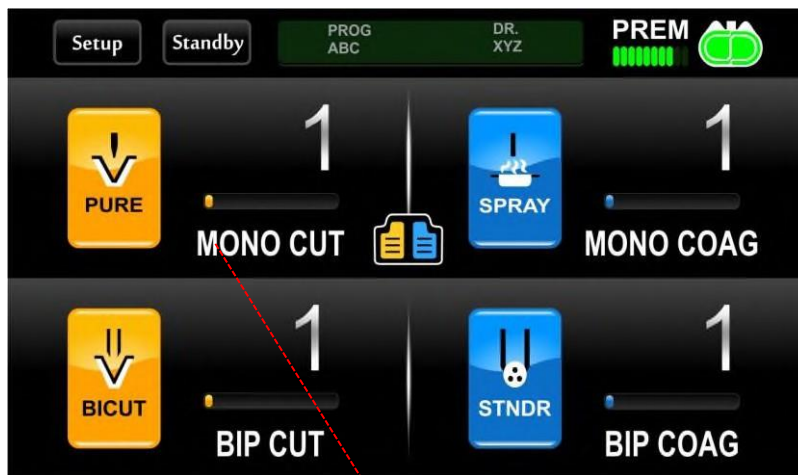 Setup
Standby
PROG
ABC
DR.
XYZ
PREM
1
PURE
MONO CUT
1
SPRAY
MONO COAG
1
BICUT
BIP CUT
1
STNDR
BIP COAG